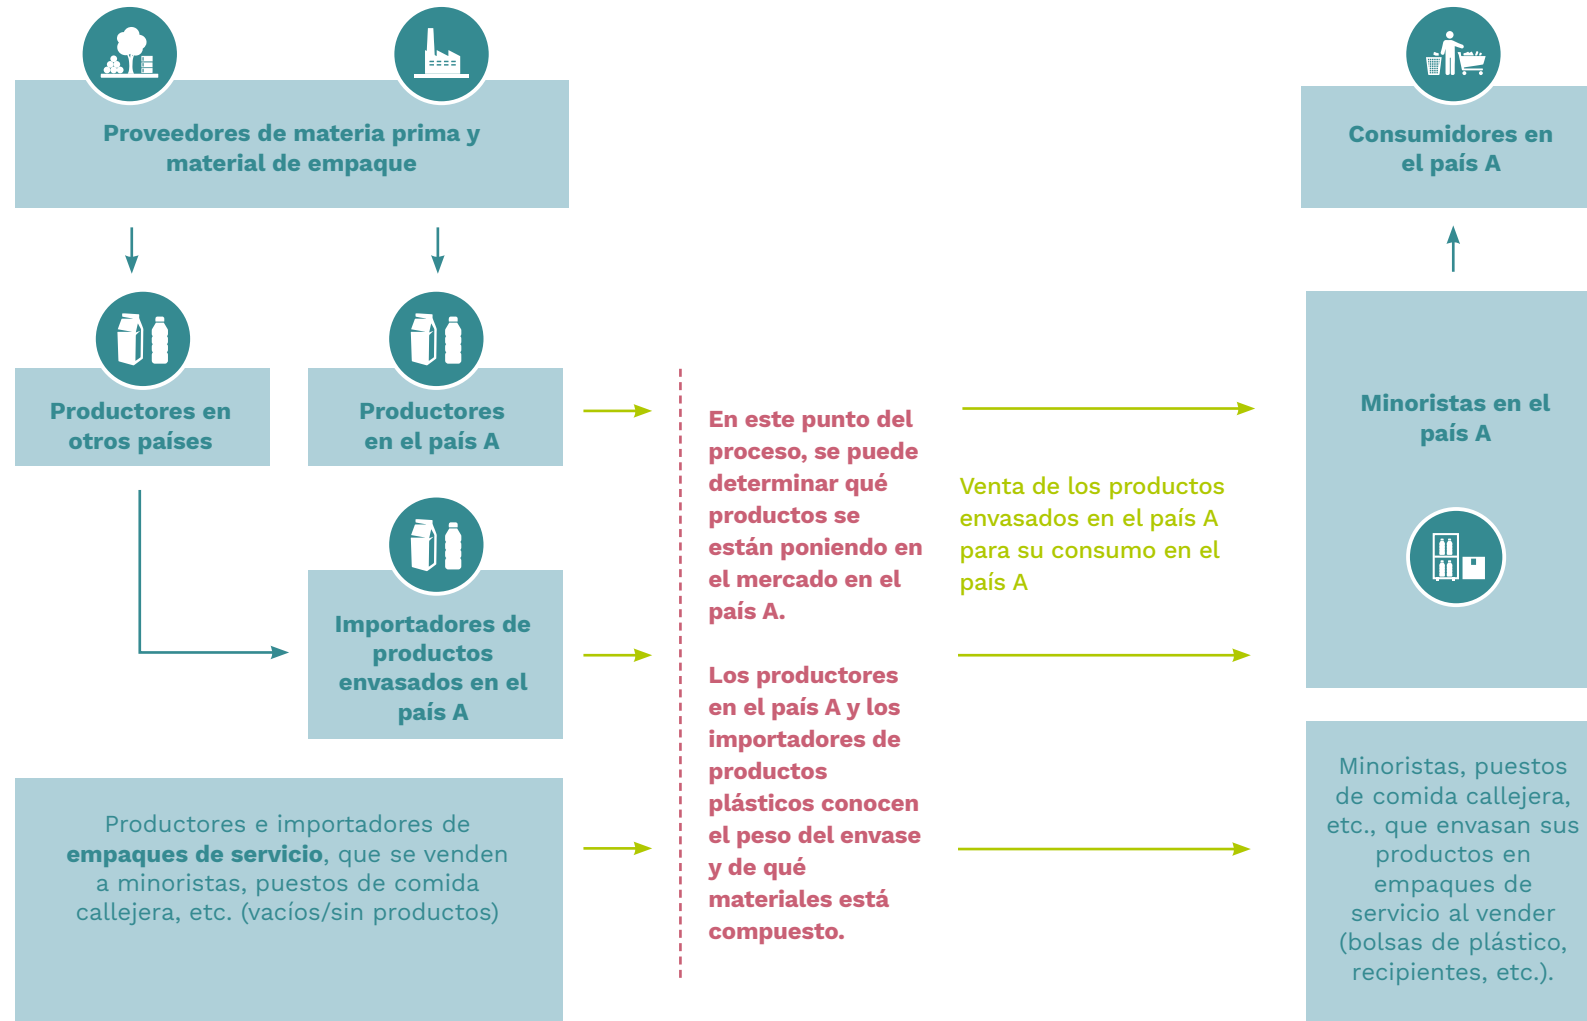 Proveedores de materia prima y
material de empaque
Consumidores en
el país A
Productores en
otros países
Productores
en el país A
Importadores de
productos
envasados en el
país A
Productores e importadores de
empaques de servicio, que se venden
a minoristas, puestos de comida
callejera, etc. (vacíos/sin productos)
En este punto del
proceso, se puede
determinar qué
productos se
están poniendo en
el mercado en el
país A.
Los productores
en el país A y los
importadores de
productos
plásticos conocen
el peso del envase
y de qué
materiales está
compuesto.
Venta de los productos
envasados en el país A
para su consumo en el
país A
Minoristas en el
país A
Minoristas, puestos
de comida callejera,
etc., que envasan sus
productos en
empaques de
servicio al vender
(bolsas de plástico,
recipientes, etc.).